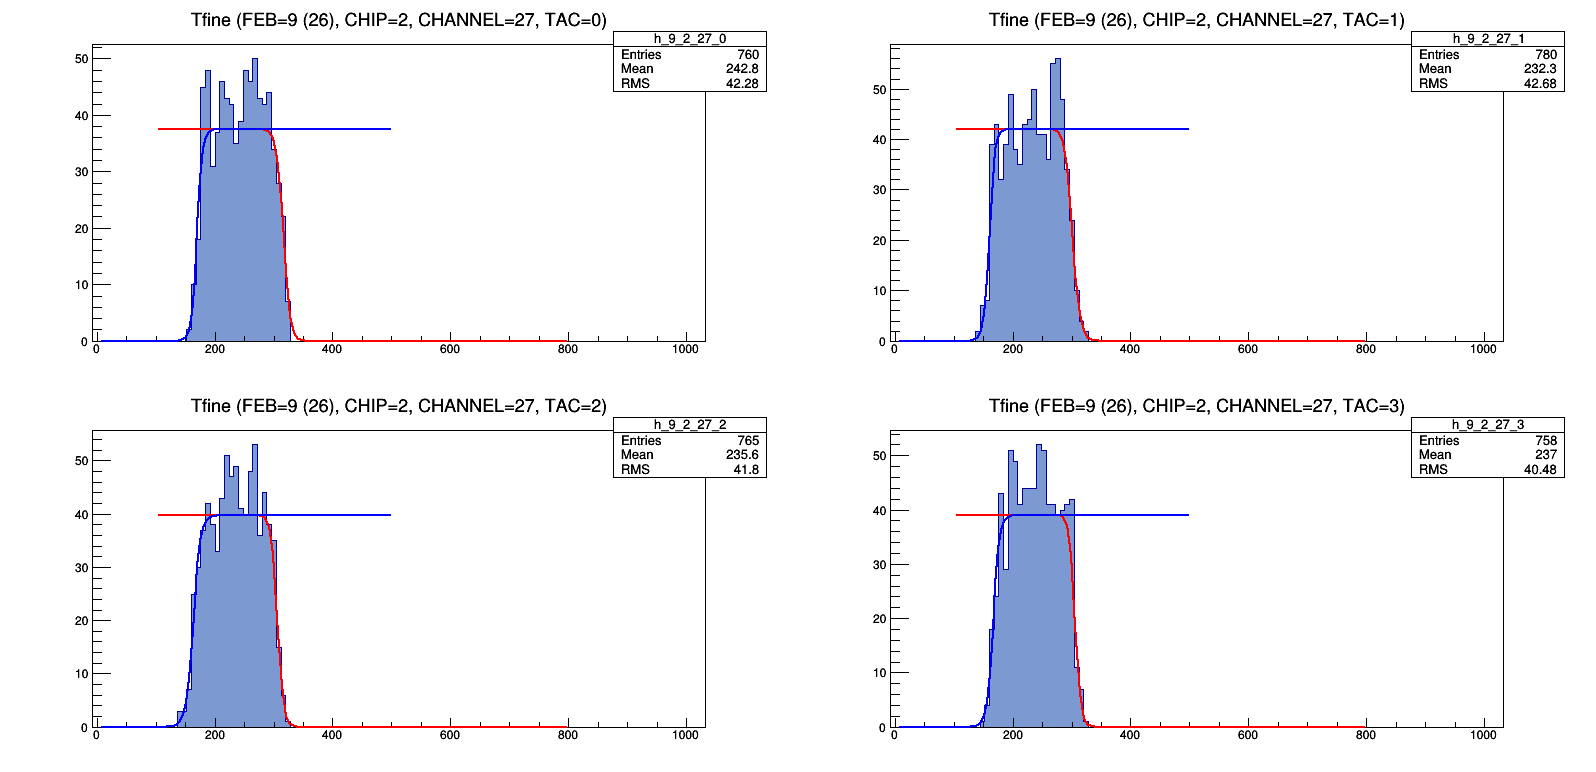 Tfine (FEB=9 (26), CHIP=2, CHANNEL=27, TAC=0)
h_9_2_27_0
Entries 760
Mean 242.8
RMS 42.28
50
40
30
20
10
0
0 200 400 600 800 1000
Tfine (FEB=9 (26), CHIP=2, CHANNEL=27, TAC=1)
h_9_2_27_1
Entries 780
Mean 232.3
RMS 42.68
50
40
30
20
10
0
0 200 400 600 800 1000
Tfine (FEB=9 (26), CHIP=2, CHANNEL=27, TAC=2)
h_9_2_27_2
Entries 765
Mean 235.6
RMS 41.8
50
40
30
20
10
0
0 200 400 600 800 1000
Tfine (FEB=9 (26), CHIP=2, CHANNEL=27, TAC=3)
h_9_2_27_3
Entries 758
Mean 237
RMS 40.48
50
40
30
20
10
0
0 200 400 600 800 1000